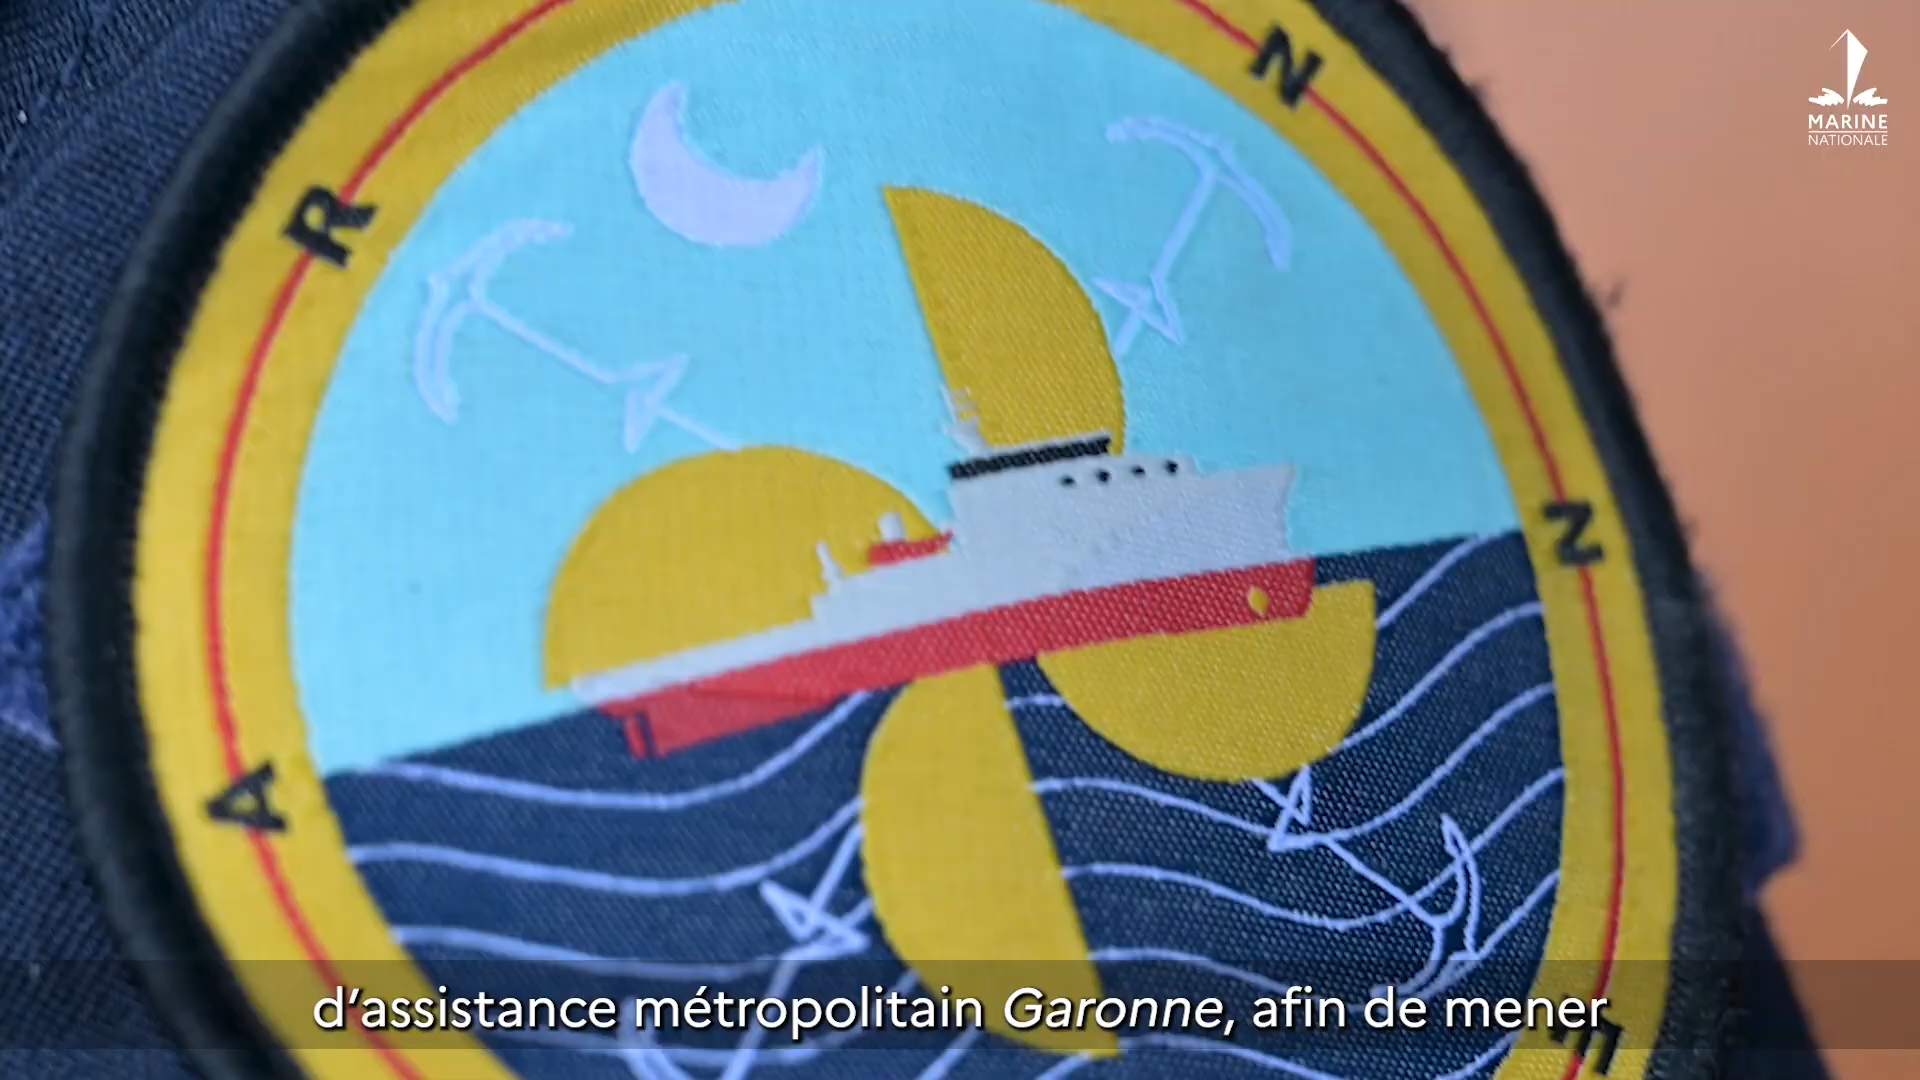 MARINE
NATIONALE
A R N N E
d'assistance métropolitain Garonne, afin de mener